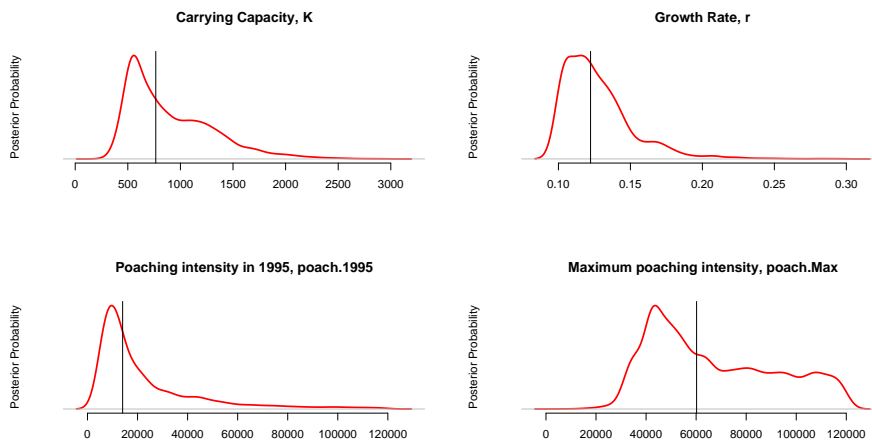 Carrying Capacity, K
Posterior Probability
0 500 1000 1500 2000 2500 3000
Growth Rate, r
Posterior Probability
0.10 0.15 0.20 0.25 0.30
Poaching intensity in 1995, poach.1995
Posterior Probability
0 20000 40000 60000 80000 100000 120000
Maximum poaching intensity, poach.Max
Posterior Probability
0 20000 40000 60000 80000 100000 120000